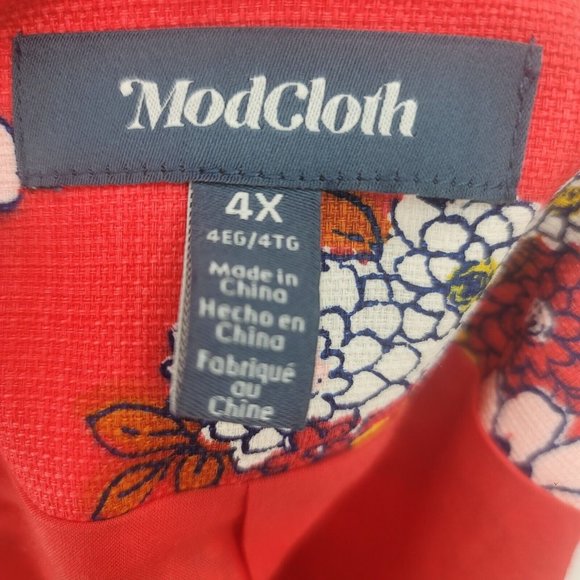 ModCloth
4X
4EG/4TG
Made in
China
Hecho en
China
Fabriqué
au
Chine